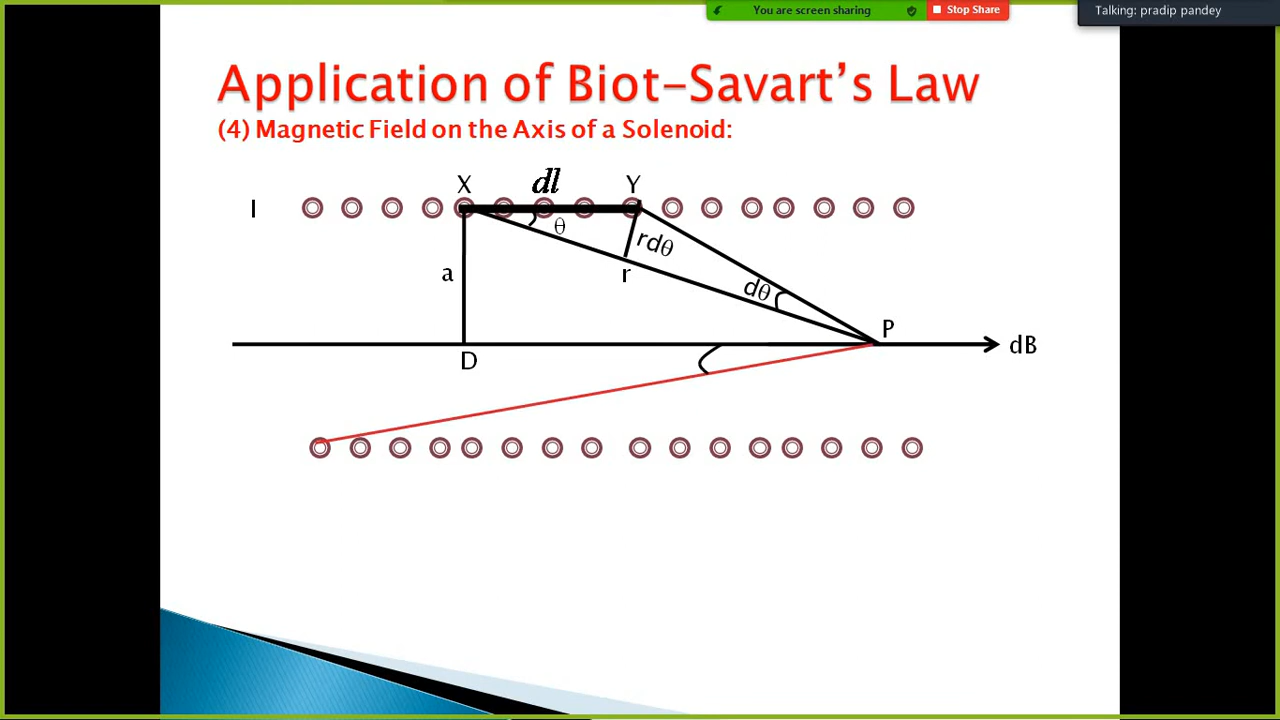 You are screen sharing
Stop Share
Talking: pradip pandey
Application of Biot-Savart’s Law
(4) Magnetic Field on the Axis of a Solenoid:
X
dl
Y
I
θ
rdθ
a
r
dθ
P
D
dB